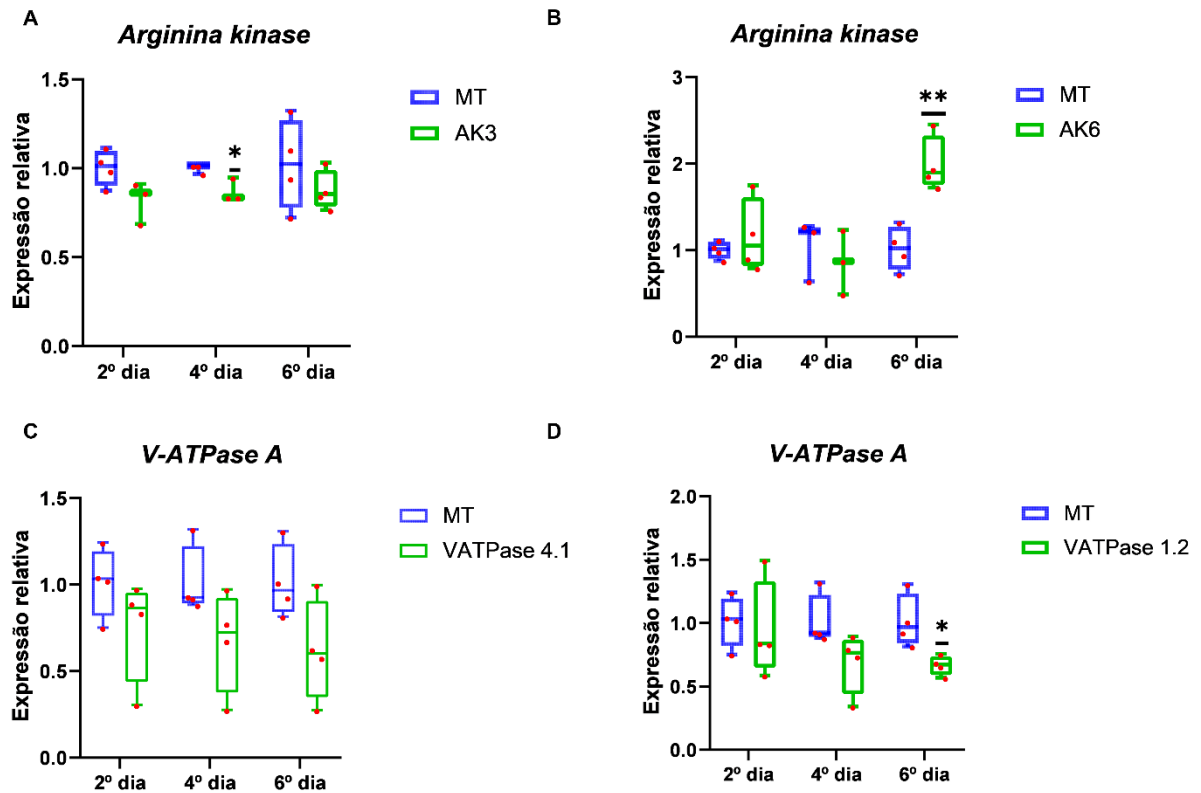 A
Arginina kinase
1.5
1.0
0.5
0.0
Expressão relativa
*
2º dia
4º dia
6º dia
MT
AK3
B
Arginina kinase
3
2
1
0
Expressão relativa
**
2º dia
4º dia
6º dia
MT
AK6
C
V-ATPase A
1.5
1.0
0.5
0.0
Expressão relativa
2º dia
4º dia
6º dia
MT
VATPase 4.1
D
V-ATPase A
2.0
1.5
1.0
0.5
0.0
Expressão relativa
*
2º dia
4º dia
6º dia
MT
VATPase 1.2